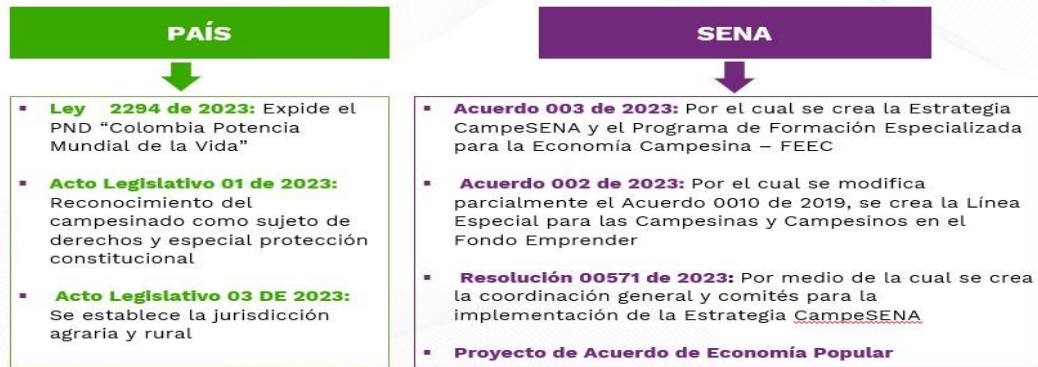 PAÍS
▪ Ley 2294 de 2023: Expide el
PND “Colombia Potencia
Mundial de la Vida”
▪ Acto Legislativo 01 de 2023:
Reconocimiento del
campesinado como sujeto de
derechos y especial protección
constitucional
▪ Acto Legislativo 03 DE 2023:
Se establece la jurisdicción
agraria y rural
SENA
▪ Acuerdo 003 de 2023: Por el cual se crea la Estrategia
CampeSENA y el Programa de Formación Especializada
para la Economía Campesina – FEEC
▪ Acuerdo 002 de 2023: Por el cual se modifica
parcialmente el Acuerdo 0010 de 2019, se crea la Línea
Especial para las Campesinas y Campesinos en el
Fondo Emprender
▪ Resolución 00571 de 2023: Por medio de la cual se crea
la coordinación general y comités para la
implementación de la Estrategia CampeSENA
▪ Proyecto de Acuerdo de Economía Popular